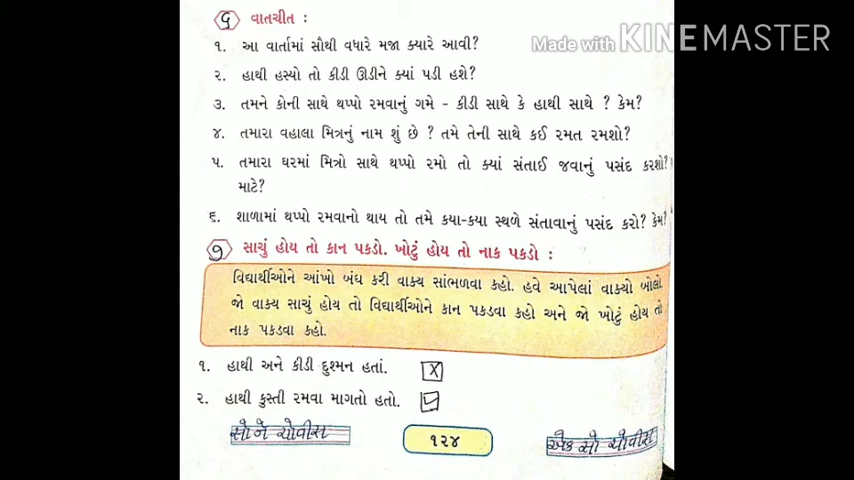 ૬ વાતચીત :
Made with KINEMASTER
૧. આ વાર્તામાં સૌથી વધારે મજા ક્યારે આવી?
૨. હાથી હસ્યો તો કીડી ઊડીને ક્યાં પડી હશે?
૩. તમને કોની સાથે થપ્પો રમવાનું ગમે - કીડી સાથે કે હાથી સાથે ? કેમ?
૪. તમારા વહાલા મિત્રનું નામ શું છે ? તમે તેની સાથે કઈ રમત રમશો?
૫. તમારા ઘરમાં મિત્રો સાથે થપ્પો રમો તો ક્યાં સંતાઈ જવાનું પસંદ કરશો?
માટે?
૬. શાળામાં થપ્પો રમવાનો થાય તો તમે કયા-કયા સ્થળે સંતાવાનું પસંદ કરો? કેમ?
૭ સાચું હોય તો કાન પકડો. ખોટું હોય તો નાક પકડો :
વિદ્યાર્થીઓને આંખો બંધ કરી વાક્ય સાંભળવા કહો. હવે આપેલાં વાક્યો બોલો.
જો વાક્ય સાચું હોય તો વિદ્યાર્થીઓને કાન પકડવા કહો અને જો ખોટું હોય તો
નાક પકડવા કહો.
૧. હાથી અને કીડી દુશ્મન હતાં. X
૨. હાથી કુસ્તી રમવા માગતો હતો. ✓
સો ને ચોવીસ ૧૨૪ એક સો ચોવીસ